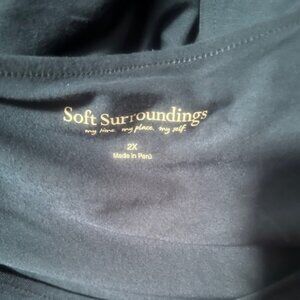 Soft Surroundings
my time. my place. my self.
2X
Made in Peru